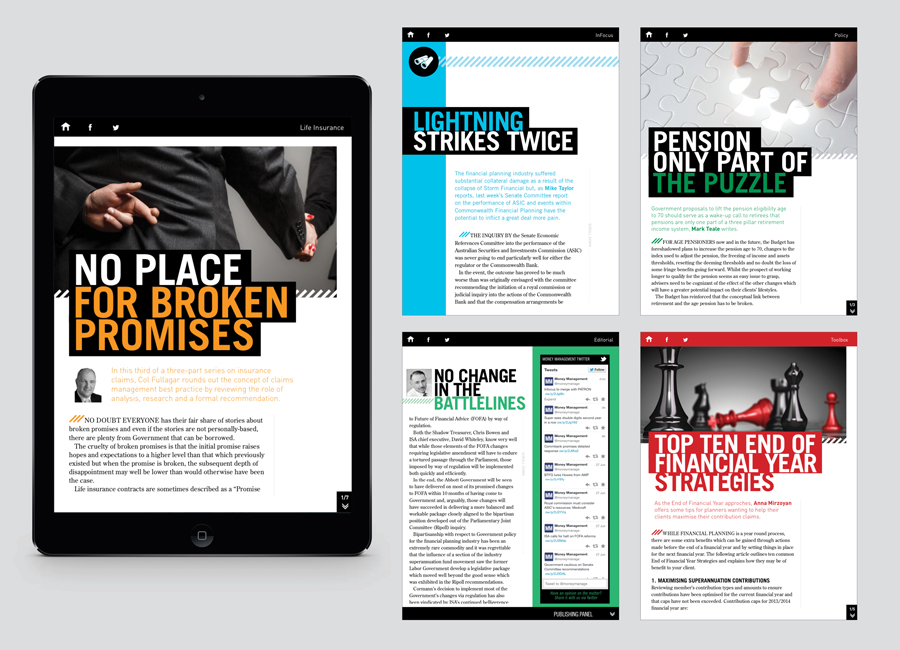 Life Insurance
NO PLACE
FOR BROKEN
PROMISES
In this third of a three-part series on insurance
claims, Col Fullagar rounds out the concept of claims
management best practice by reviewing the role of
analysis, research and a formal recommendation.
NO DOUBT EVERYONE has their fair share of stories about
broken promises and even if the stories are not personally-based,
there are plenty from Government that can be borrowed.
The cruelty of broken promises is that the initial promise raises
hopes and expectations to a higher level than that which previously
existed but when the promise is broken, the subsequent depth of
disappointment may well be lower than would otherwise have been
the case.
Life insurance contracts are sometimes described as a "Promise
1/7
InFocus
LIGHTNING
STRIKES TWICE
The financial planning industry suffered
substantial collateral damage as a result of the
collapse of Storm Financial but, as Mike Taylor
reports, last week's Senate Committee report
on the performance of ASIC and events within
Commonwealth Financial Planning have the
potential to inflict a great deal more pain.
THE INQUIRY BY the Senate Economic
References Committee into the performance of the
Australian Securities and Investments Commission (ASIC)
was never going to end particularly well for either the
regulator or the Commonwealth Bank.
In the event, the outcome has proved to be much
worse than was originally envisaged with the committee
recommending the initiation of a royal commission or
judicial inquiry into the actions of the Commonwealth
Bank and that the compensation arrangements be
Policy
PENSION
ONLY PART OF
THE PUZZLE
Government proposals to lift the pension eligibility age
to 70 should serve as a wake-up call to retirees that
pensions are only one part of a three-pillar retirement
income system, Mark Teale writes.
FOR AGE PENSIONERS now and in the future, the Budget has
foreshadowed plans to increase the pension age to 70, changes to the
index used to adjust the pension, the freezing of income and assets
thresholds, resetting the deeming thresholds and no doubt the loss of
some fringe benefits going forward. Whilst the prospect of working
longer to qualify for the pension seems an easy issue to grasp,
advisers need to be cognizant of the effect of the other changes which
will have a greater potential impact on their clients' lifestyles.
The Budget has reinforced that the conceptual link between
retirement and the age pension has to be broken.
1/3
Editorial
NO CHANGE
IN THE
BATTLELINES
to Future of Financial Advice (FOFA) by way of
regulation.
Both the Shadow Treasurer, Chris Bowen and
ISA chief executive, David Whiteley, know very well
that while those elements of the FOFA changes
requiring legislative amendment will have to endure
a tortured passage through the Parliament, those
imposed by way of regulation will be implemented
both quickly and efficiently.
In the end, the Abbott Government will be seen
to have delivered on most of its promised changes
to FOFA within 10 months of having come to
Government and, arguably, those changes will
have succeeded in delivering a more balanced and
workable package closely aligned to the bipartisan
position developed out of the Parliamentary Joint
Committee (Ripoll) inquiry.
Bipartisanship with respect to Government policy
for the financial planning industry has been an
extremely rare commodity and it was regrettable
that the influence of a section of the industry
superannuation fund movement saw the former
Labor Government develop a legislative package
which moved well beyond the good sense which
was exhibited in the Ripoll recommendations.
Cormann's decision to implement most of the
Government's changes via regulation has also
been vindicated by ISA's continued belligerence
MONEY MANAGEMENT TWITTER
Tweets
Follow
Money Management
Money Management
Money Management
Money Management
Money Management
Money Management
Money Management
Tweet to @moneymanage
Have an opinion on the matter?
Share it with us via Twitter
PUBLISHING PANEL
Toolbox
TOP TEN END OF
FINANCIAL YEAR
STRATEGIES
As the End of Financial Year approches, Anna Mirzoyan
offers some tips for planners wanting to help their
clients maximise their contribution claims.
WHILE FINANCIAL PLANNING is a year round process,
there are some extra benefits which can be gained through actions
made before the end of a financial year and by setting things in place
for the next financial year. The following article outlines ten common
End of Financial Year Strategies and explains how they may be of
benefit to your client.
1. MAXIMISING SUPERANNUATION CONTRIBUTIONS
Reviewing member's contribution types and amounts to ensure
contributions have been optimised for the current financial year and
that caps have not been exceeded. Contribution caps for 2013/2014
financial year are: